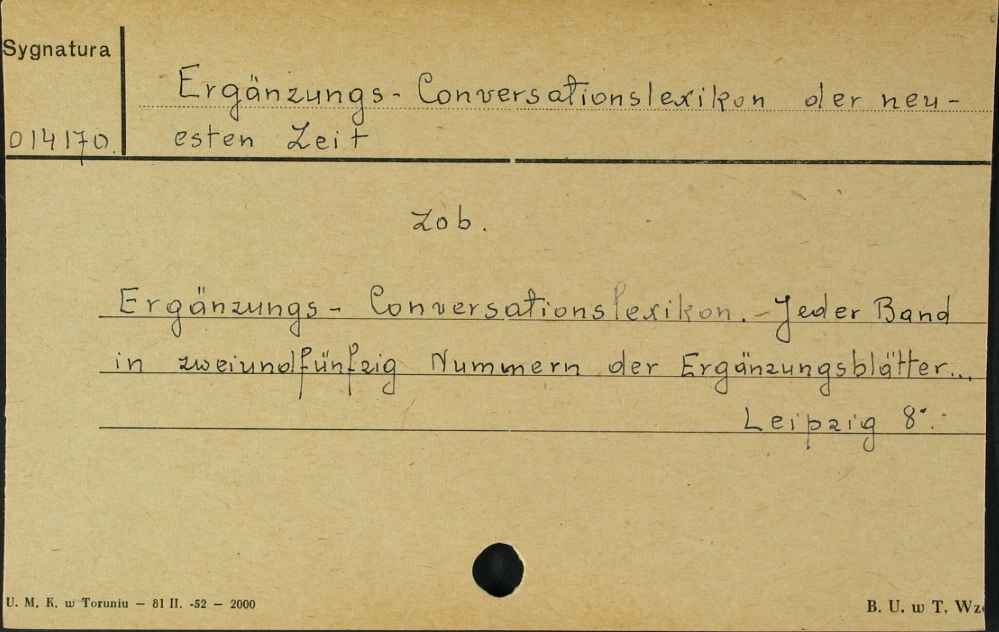 Sygnatura
Ergänzungs- Conversationslexikon der neu-
014170.
esten Zeit
zob.
Ergänzungs- Conversationslexikon. - Jeder Band
in zweiundfünfzig Nummern der Ergänzungsblätter...
Leipzig 8°.
U. M. K. w Toruniu — 81 II. -52 — 2000
B. U. w T.